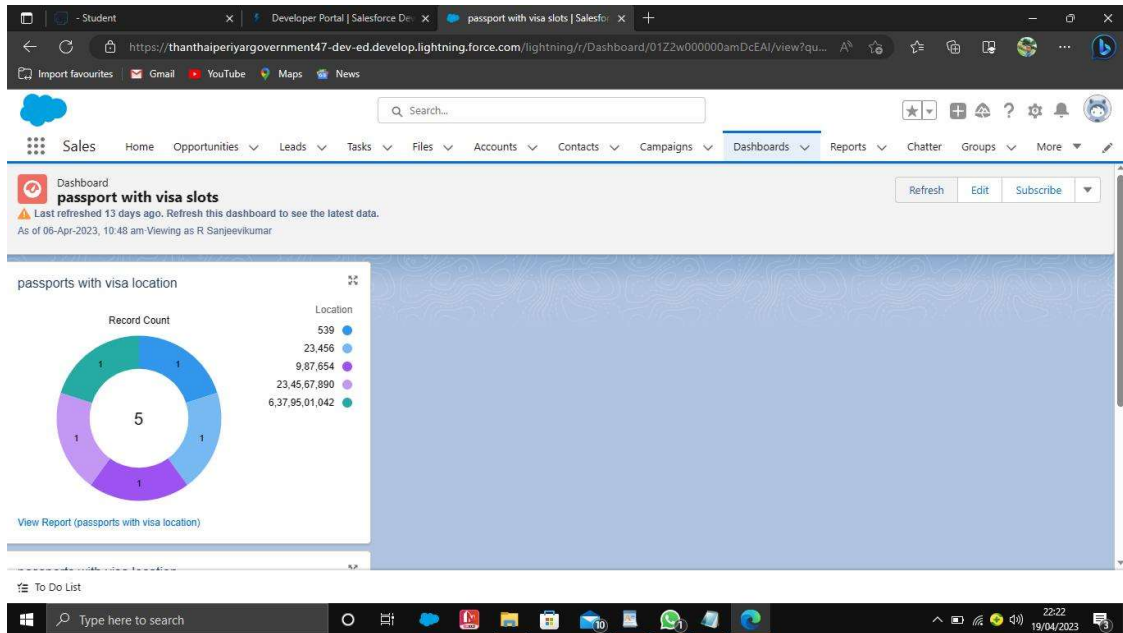 - Student
Developer Portal | Salesforce Dev
passport with visa slots | Salesfor
https://thanthaiperiyargovernment47-dev-ed.develop.lightning.force.com/lightning/r/Dashboard/01Z2w000000amDcEAI/view?qu...
Import favourites Gmail YouTube Maps News
Search...
Sales Home Opportunities Leads Tasks Files Accounts Contacts Campaigns Dashboards Reports Chatter Groups More
Dashboard
passport with visa slots
Last refreshed 13 days ago. Refresh this dashboard to see the latest data.
As of 06-Apr-2023, 10:48 am·Viewing as R Sanjeevikumar
Refresh Edit Subscribe
passports with visa location
Record Count
Location
539
23,456
9,87,654
23,45,67,890
6,37,95,01,042
1
1
5
1
1
1
View Report (passports with visa location)
To Do List
Type here to search
10
1
22:22
19/04/2023
3